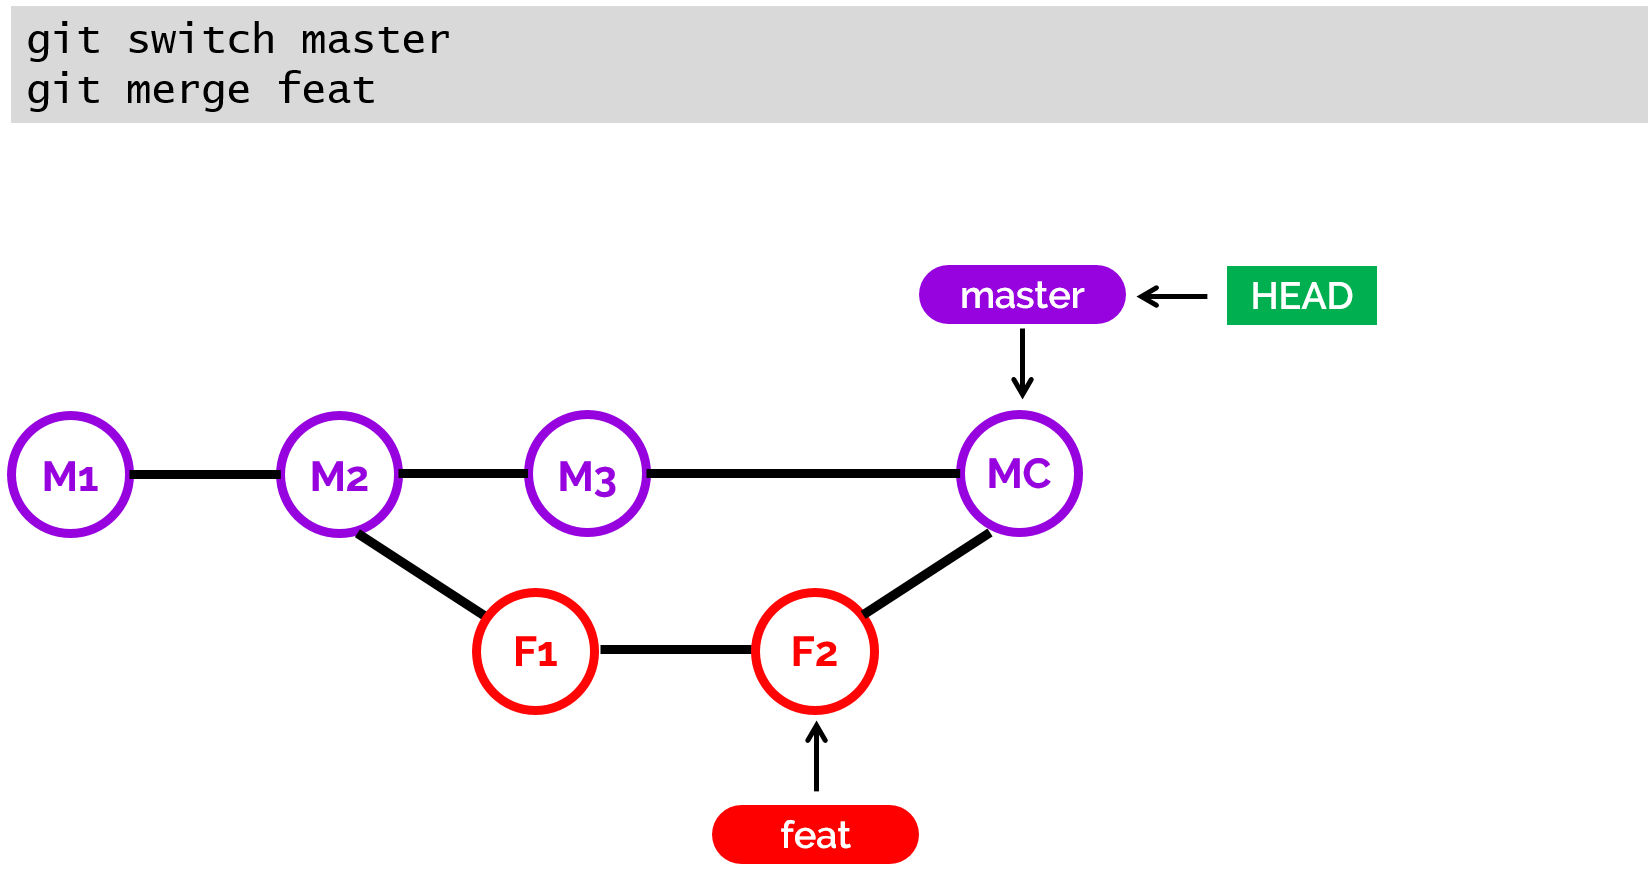 git switch master
git merge feat
master
HEAD
M1
M2
M3
MC
F1
F2
feat